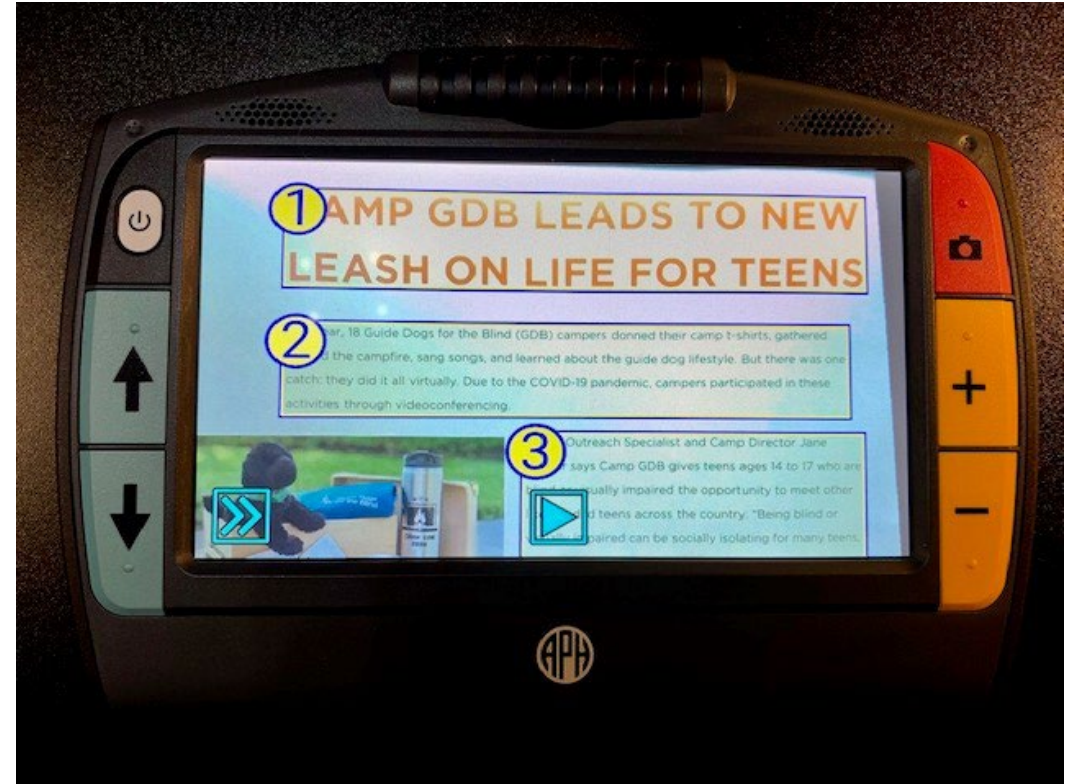 1
AMP GDB LEADS TO NEW
LEASH ON LIFE FOR TEENS
2
ear, 18 Guide Dogs for the Blind (GDB) campers donned their camp t-shirts, gathered
d the campfire, sang songs, and learned about the guide dog lifestyle. But there was one
catch: they did it all virtually. Due to the COVID-19 pandemic, campers participated in these
activities through videoconferencing.
3
Outreach Specialist and Camp Director Jane
says Camp GDB gives teens ages 14 to 17 who are
ually impaired the opportunity to meet other
d teens across the country. "Being blind or
paired can be socially isolating for many teens,
APH